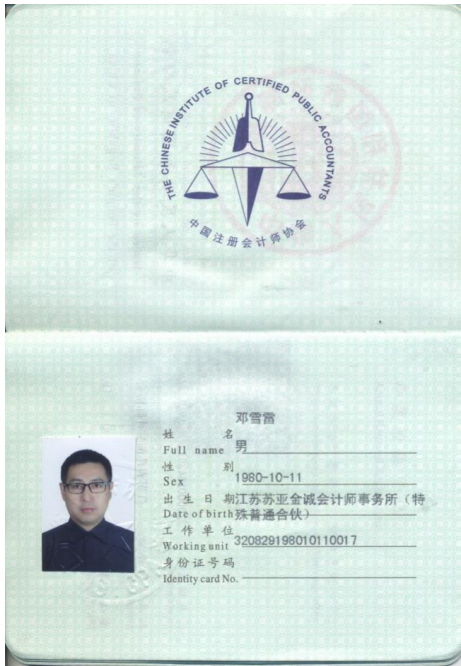 THE CHINESE INSTITUTE OF CERTIFIED PUBLIC ACCOUNTANTS
中国注册会计师协会
邓雪雷
姓 名
Full name 男
性 别
Sex 1980-10-11
出生日期 江苏苏亚金诚会计师事务所（特
Date of birth 殊普通合伙）
工作单位
Working unit 320829198010110017
身份证号码
Identity card No.